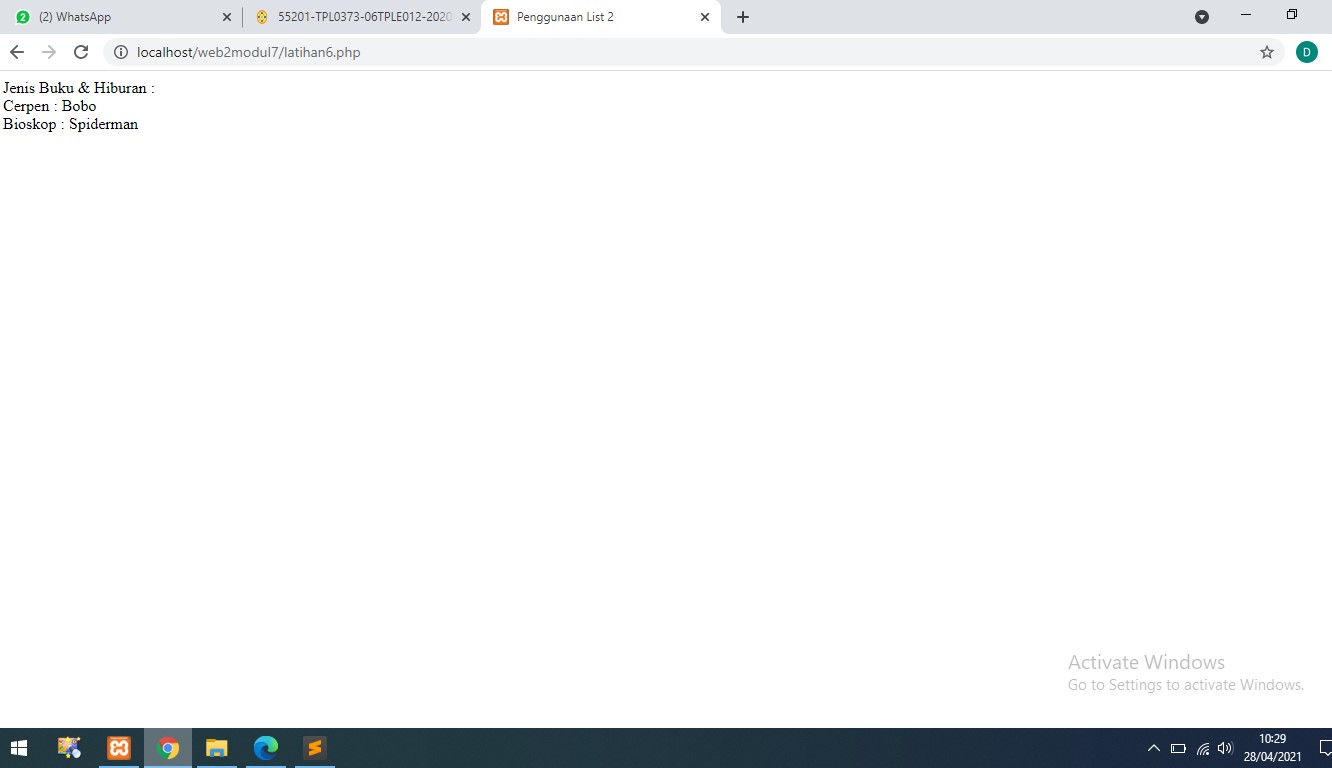 2 (2) WhatsApp
55201-TPL0373-06TPLE012-2020
Penggunaan List 2
localhost/web2modul7/latihan6.php
D
Jenis Buku & Hiburan :
Cerpen : Bobo
Bioskop : Spiderman
Activate Windows
Go to Settings to activate Windows.
10:29
28/04/2021